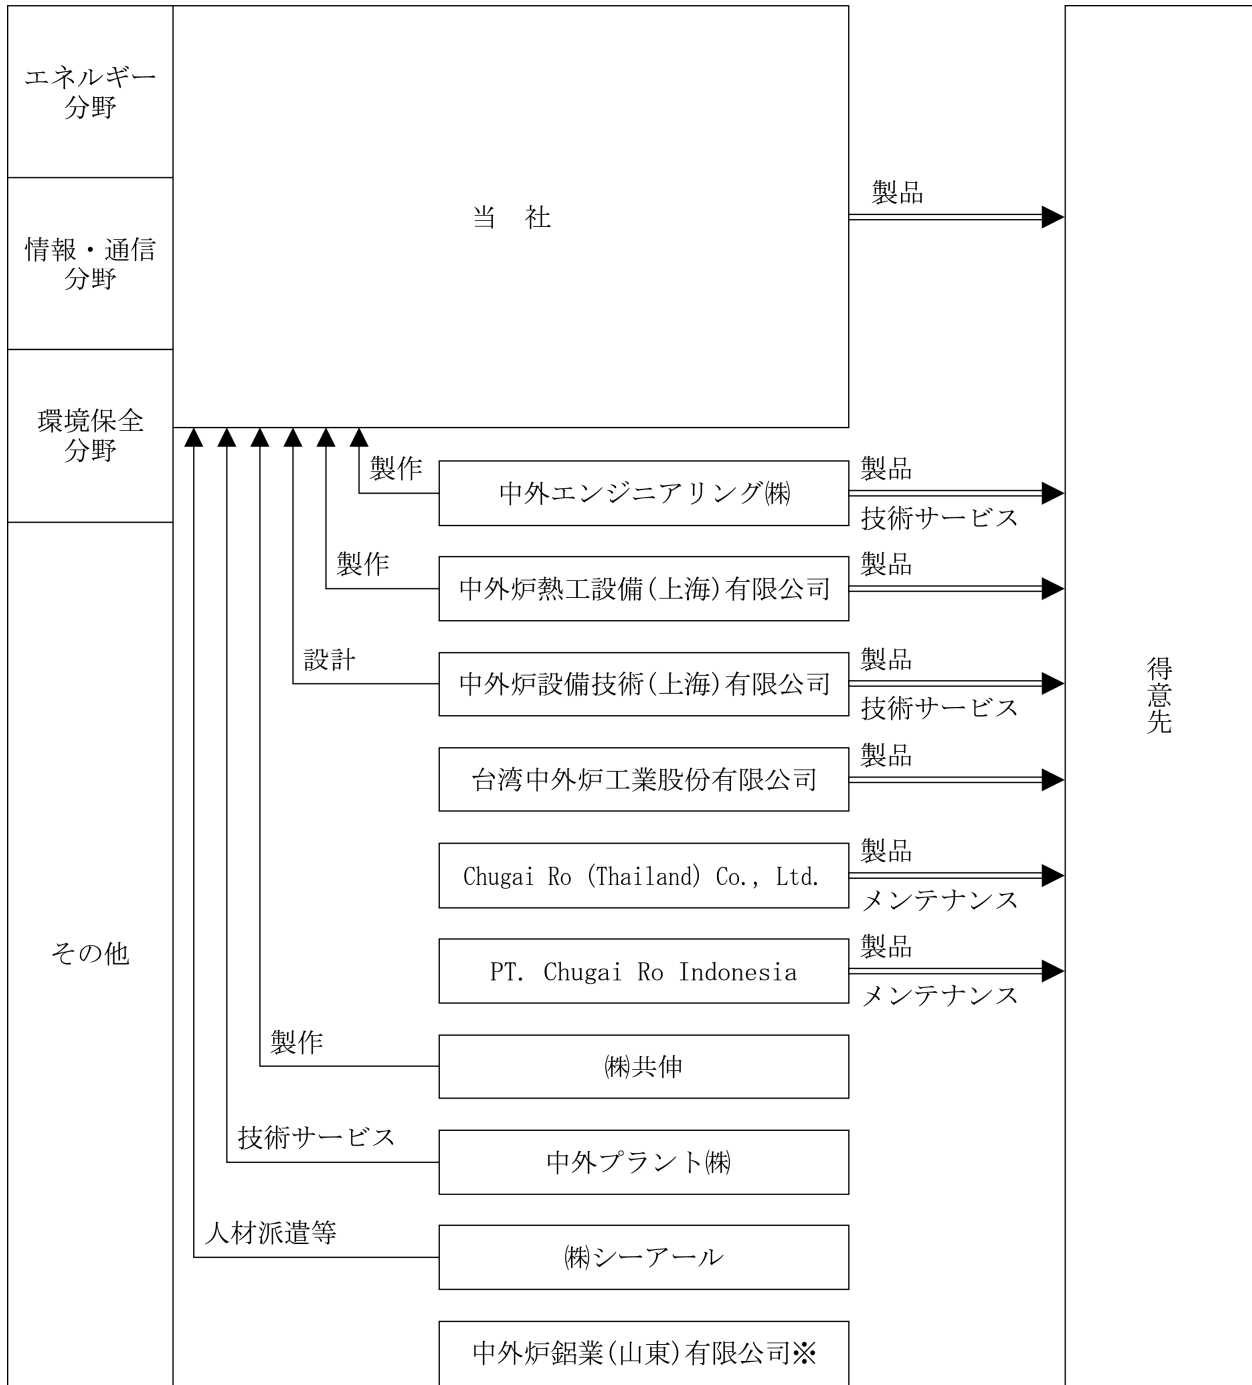 エネルギー
分野
情報・通信
分野
環境保全
分野
その他
当　社
製品
製作
中外エンジニアリング㈱
製品
技術サービス
製作
中外炉熱工設備(上海)有限公司
製品
設計
中外炉設備技術(上海)有限公司
製品
技術サービス
台湾中外炉工業股份有限公司
製品
Chugai Ro (Thailand) Co., Ltd.
製品
メンテナンス
PT. Chugai Ro Indonesia
製品
メンテナンス
製作
㈱共伸
技術サービス
中外プラント㈱
人材派遣等
㈱シーアール
中外炉鋁業(山東)有限公司※
得意先